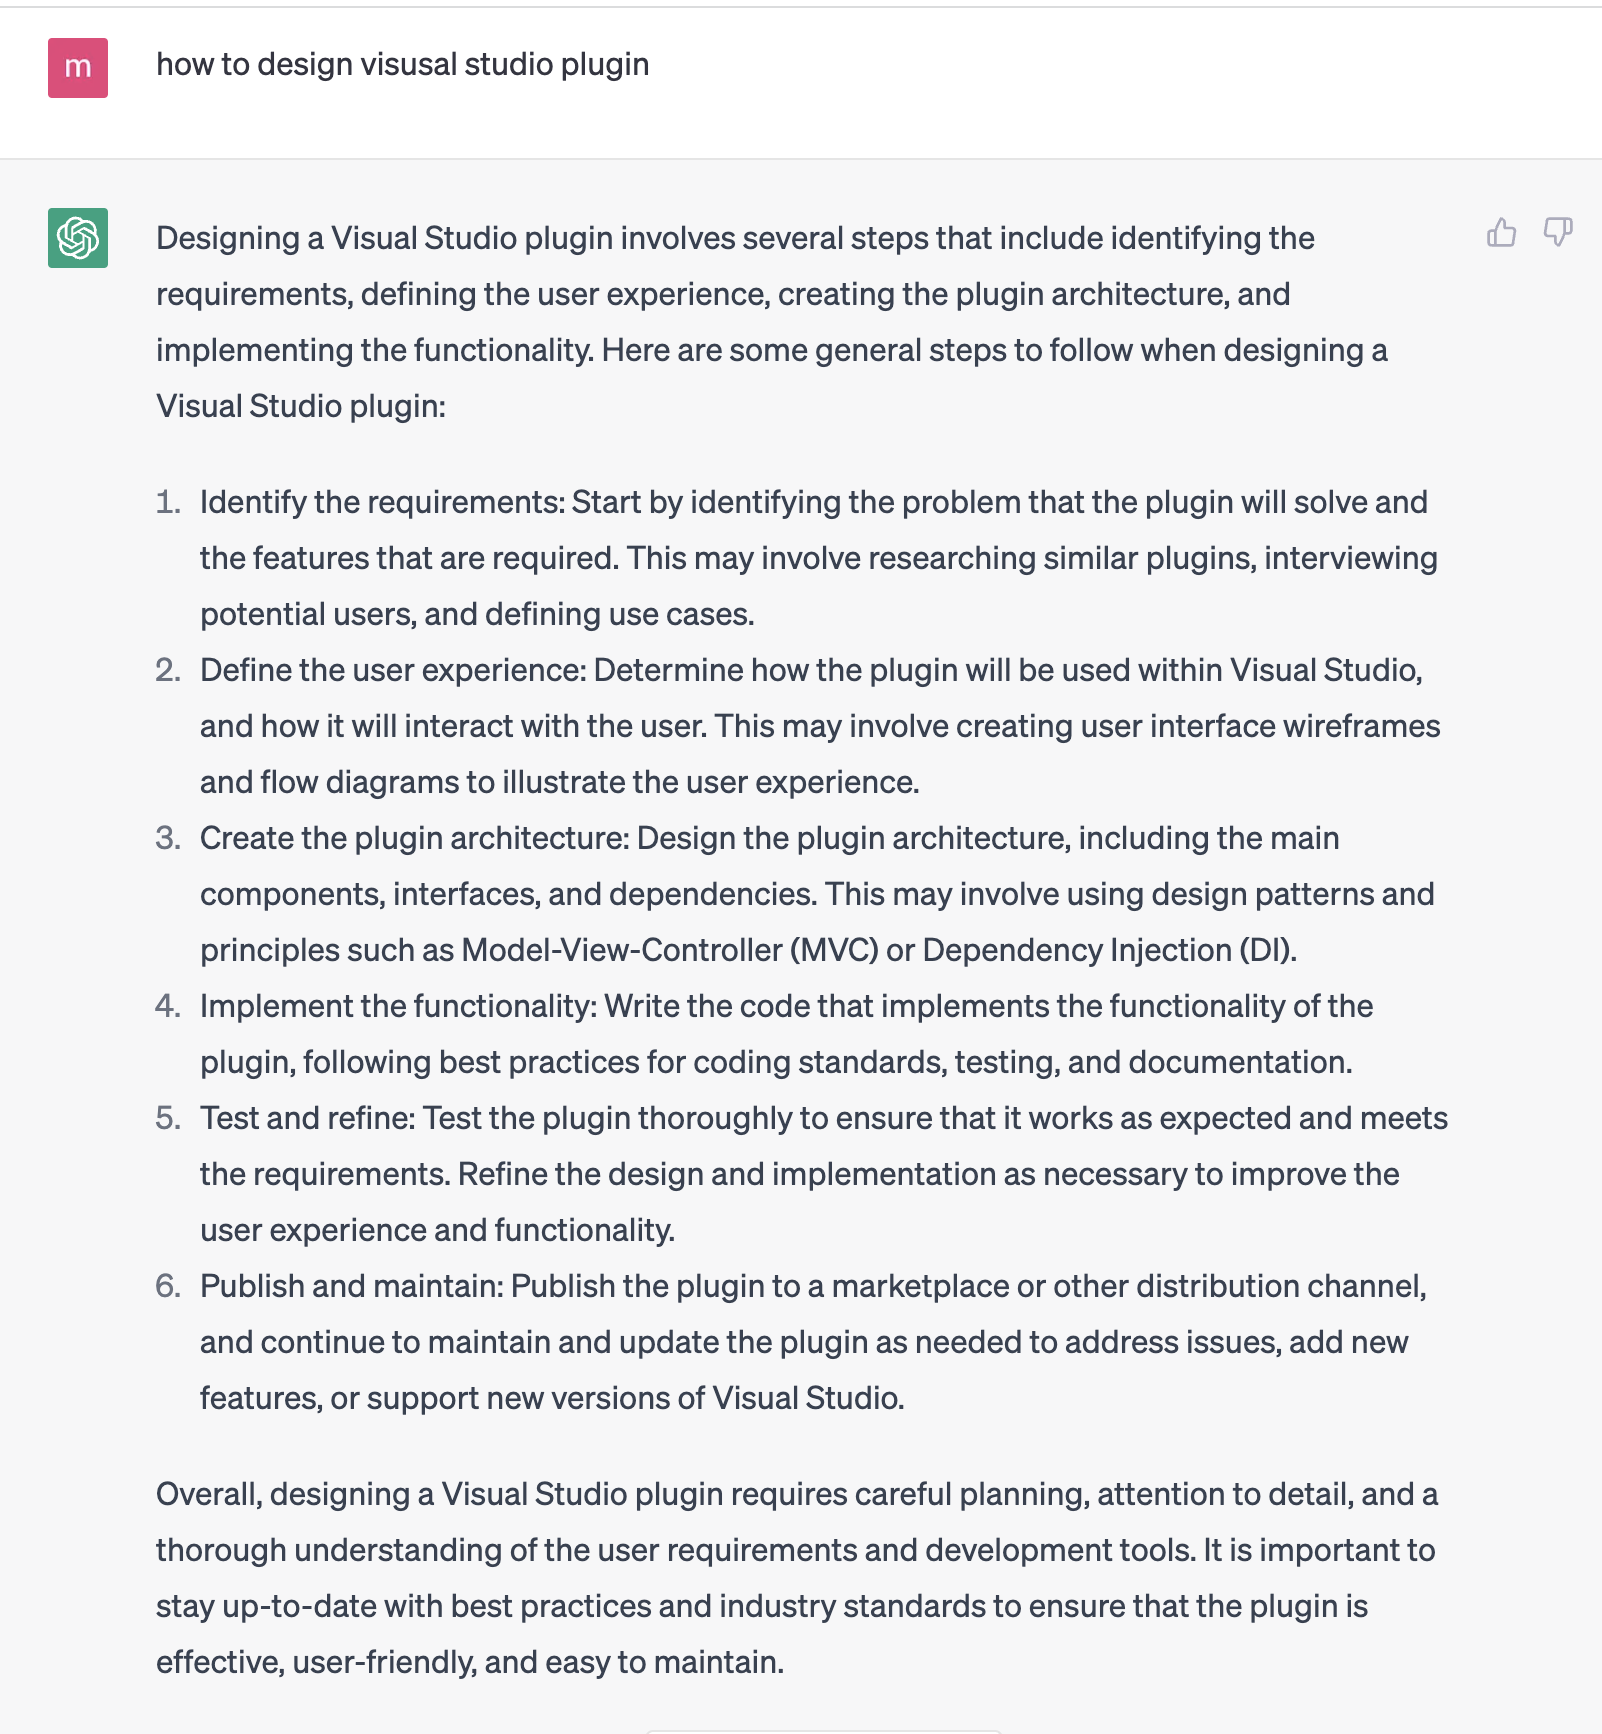 m
how to design visusal studio plugin
Designing a Visual Studio plugin involves several steps that include identifying the
requirements, defining the user experience, creating the plugin architecture, and
implementing the functionality. Here are some general steps to follow when designing a
Visual Studio plugin:
1. Identify the requirements: Start by identifying the problem that the plugin will solve and
the features that are required. This may involve researching similar plugins, interviewing
potential users, and defining use cases.
2. Define the user experience: Determine how the plugin will be used within Visual Studio,
and how it will interact with the user. This may involve creating user interface wireframes
and flow diagrams to illustrate the user experience.
3. Create the plugin architecture: Design the plugin architecture, including the main
components, interfaces, and dependencies. This may involve using design patterns and
principles such as Model-View-Controller (MVC) or Dependency Injection (DI).
4. Implement the functionality: Write the code that implements the functionality of the
plugin, following best practices for coding standards, testing, and documentation.
5. Test and refine: Test the plugin thoroughly to ensure that it works as expected and meets
the requirements. Refine the design and implementation as necessary to improve the
user experience and functionality.
6. Publish and maintain: Publish the plugin to a marketplace or other distribution channel,
and continue to maintain and update the plugin as needed to address issues, add new
features, or support new versions of Visual Studio.
Overall, designing a Visual Studio plugin requires careful planning, attention to detail, and a
thorough understanding of the user requirements and development tools. It is important to
stay up-to-date with best practices and industry standards to ensure that the plugin is
effective, user-friendly, and easy to maintain.